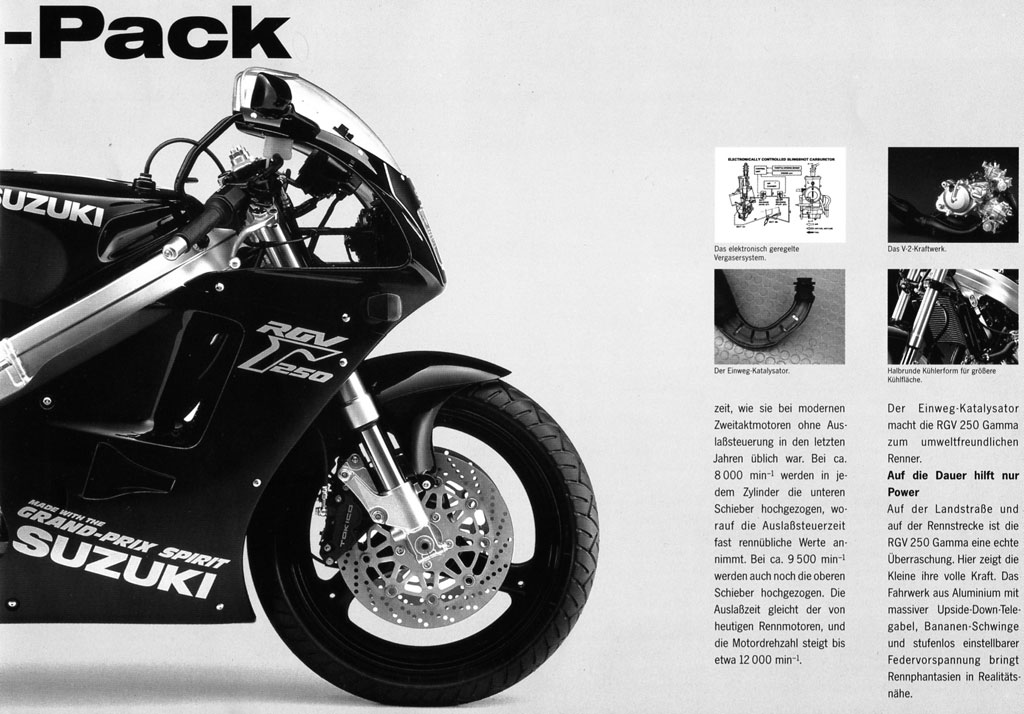 -Pack
SUZUKI
RGV
Γ250
MADE WITH THE
GRAND-PRIX SPIRIT
SUZUKI
TOKICO
ELECTRONICALLY CONTROLLED SLINGSHOT CARBURETOR
Das elektronisch geregelte
Vergasersystem.
Das V-2-Kraftwerk.
Der Einweg-Katalysator.
Halbrunde Kühlerform für größere
Kühlfläche.
zeit, wie sie bei modernen
Zweitaktmotoren ohne Aus-
laßsteuerung in den letzten
Jahren üblich war. Bei ca.
8 000 min⁻¹ werden in je-
dem Zylinder die unteren
Schieber hochgezogen, wo-
rauf die Auslaßsteuerzeit
fast rennübliche Werte an-
nimmt. Bei ca. 9 500 min⁻¹
werden auch noch die oberen
Schieber hochgezogen. Die
Auslaßzeit gleicht der von
heutigen Rennmotoren, und
die Motordrehzahl steigt bis
etwa 12 000 min⁻¹.
Der Einweg-Katalysator
macht die RGV 250 Gamma
zum umweltfreundlichen
Renner.
Auf die Dauer hilft nur
Power
Auf der Landstraße und
auf der Rennstrecke ist die
RGV 250 Gamma eine echte
Überraschung. Hier zeigt die
Kleine ihre volle Kraft. Das
Fahrwerk aus Aluminium mit
massiver Upside-Down-Tele-
gabel, Bananen-Schwinge
und stufenlos einstellbarer
Federvorspannung bringt
Rennphantasien in Realitäts-
nähe.